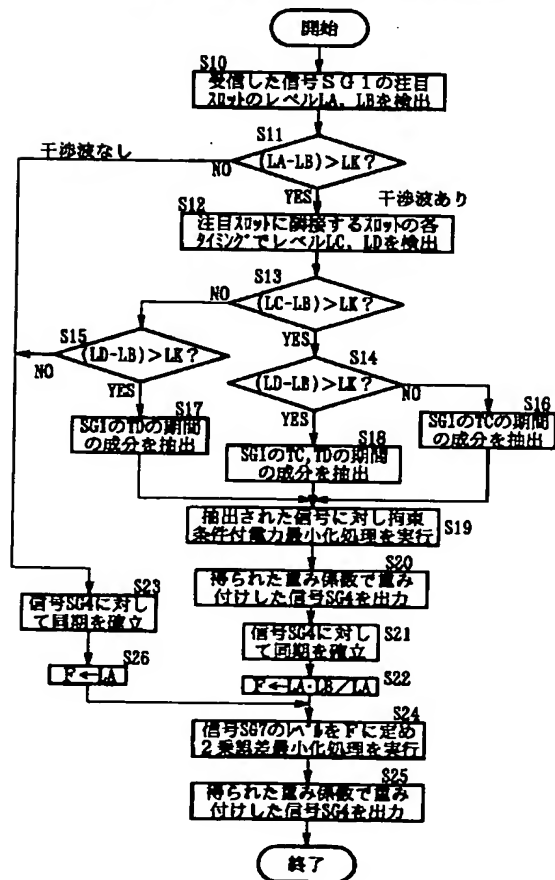 開始
S10
受信した信号SG1の注目
スロットのレベルLA, LBを検出
S11
干渉波なし
(LA-LB)>LK?
NO
YES
干渉波あり
S12
注目スロットに隣接するスロットの各
タイミングでレベルLC, LDを検出
S13
NO
(LC-LB)>LK?
YES
S15
(LD-LB)>LK?
NO
YES
S14
(LD-LB)>LK?
NO
YES
S17
SGIのTDの期間
の成分を抽出
S18
SGIのTC,TDの期間
の成分を抽出
S16
SGIのTCの期間
の成分を抽出
抽出された信号に対し拘束
条件付電力最小化処理を実行
S19
S20
得られた重み係数で重み
付けした信号SG4を出力
S23
信号SG4に対し
て同期を確立
S21
信号SG4に対し
て同期を確立
S26
F←LA
F←LA-LB/LA
S22
S24
信号SG7のレベルをFに定め
2乗誤差最小化処理を実行
S25
得られた重み係数で重み
付けした信号SG4を出力
終了